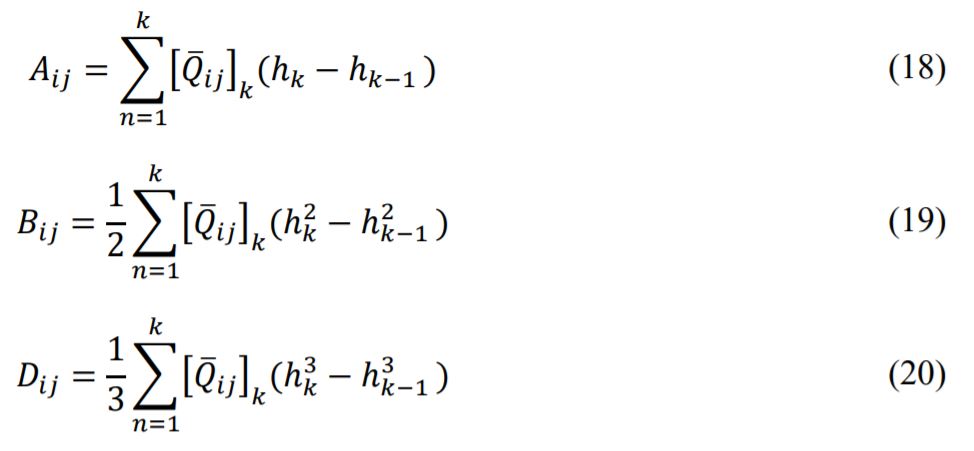 $A_{ij} = \sum_{n=1}^{k} [\bar{Q}_{ij}]_k (h_k - h_{k-1})$ (18)
$B_{ij} = \frac{1}{2} \sum_{n=1}^{k} [\bar{Q}_{ij}]_k (h_k^2 - h_{k-1}^2)$ (19)
$D_{ij} = \frac{1}{3} \sum_{n=1}^{k} [\bar{Q}_{ij}]_k (h_k^3 - h_{k-1}^3)$ (20)